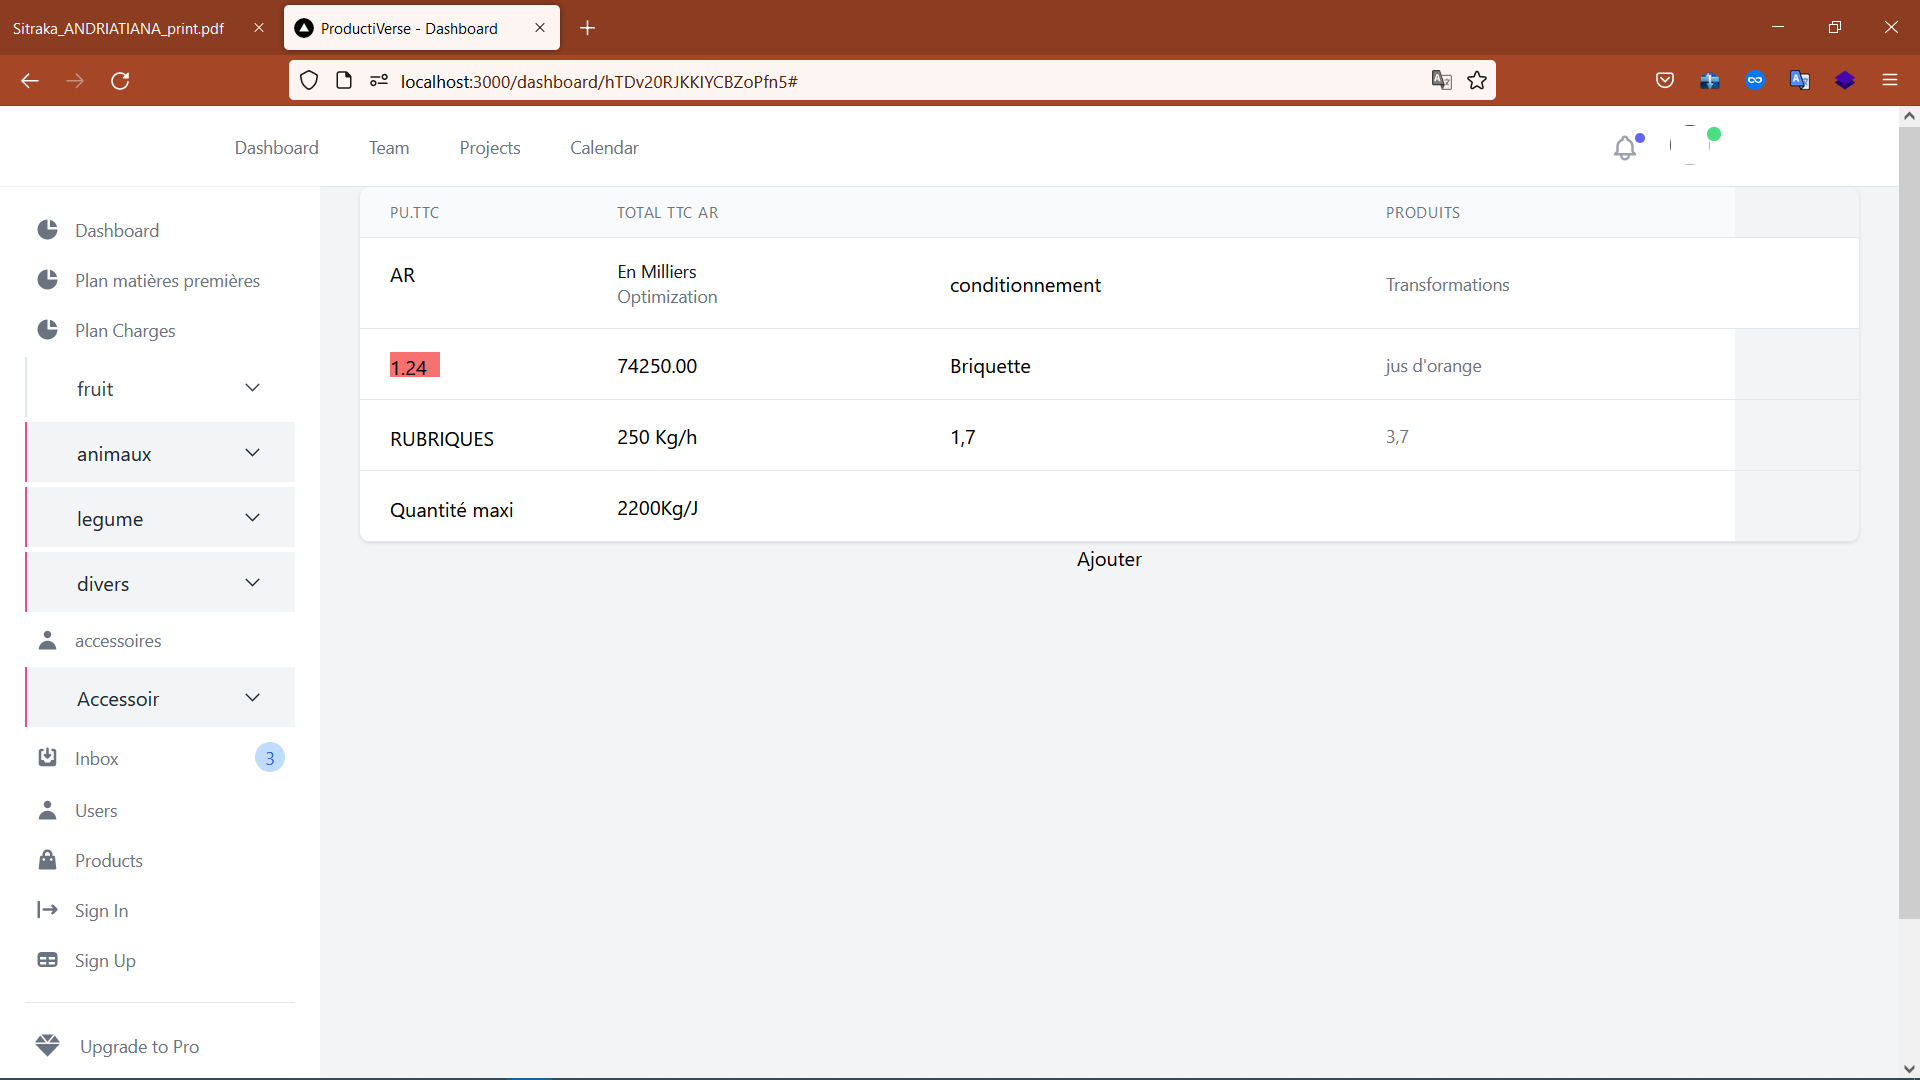 Sitraka_ANDRIATIANA_print.pdf
ProductiVerse - Dashboard
localhost:3000/dashboard/hTDv20RJKKIYCBZoPfn5#
Dashboard Team Projects Calendar
Dashboard
Plan matières premières
Plan Charges
fruit
animaux
legume
divers
accessoires
Accessoir
Inbox 3
Users
Products
Sign In
Sign Up
Upgrade to Pro
PU.TTC TOTAL TTC AR PRODUITS
AR En Milliers
Optimization conditionnement Transformations
1.24 74250.00 Briquette jus d'orange
RUBRIQUES 250 Kg/h 1,7 3,7
Quantité maxi 2200Kg/J
Ajouter